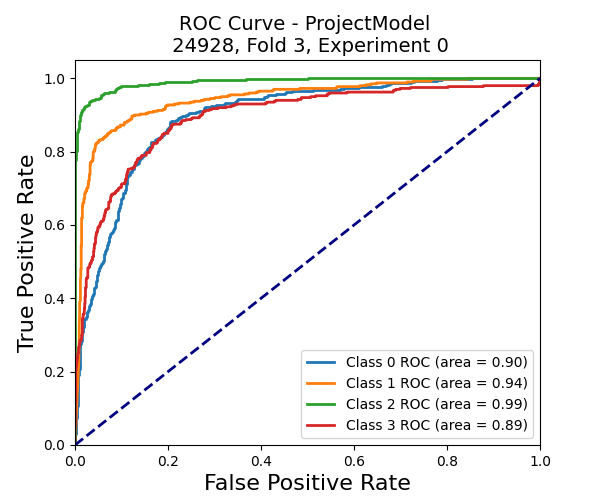 ROC Curve - ProjectModel
24928, Fold 3, Experiment 0
True Positive Rate
1.0
0.8
0.6
0.4
0.2
0.0
Class 0 ROC (area = 0.90)
Class 1 ROC (area = 0.94)
Class 2 ROC (area = 0.99)
Class 3 ROC (area = 0.89)
0.0 0.2 0.4 0.6 0.8 1.0
False Positive Rate